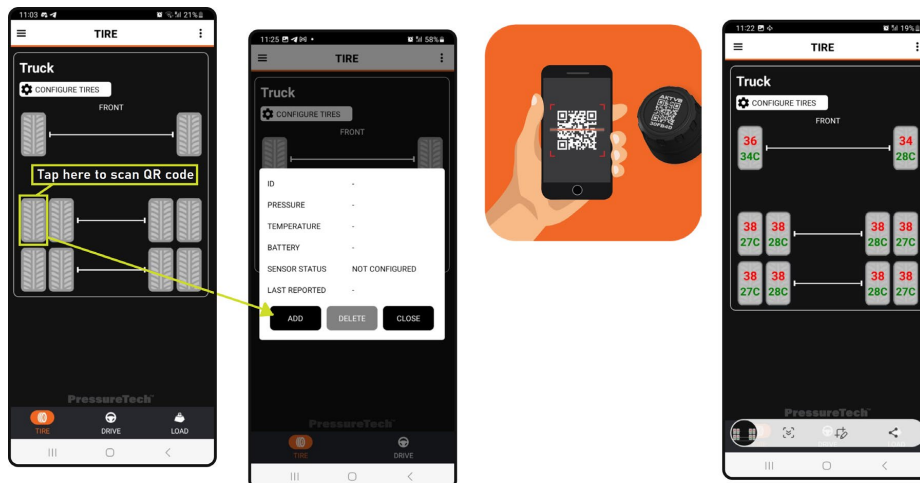 11:03 21%
TIRE
Truck
CONFIGURE TIRES
FRONT
Tap here to scan QR code
PressureTech
TIRE DRIVE LOAD
11:25 58%
TIRE
Truck
CONFIGURE TIRES
FRONT
ID -
PRESSURE -
TEMPERATURE -
BATTERY -
SENSOR STATUS NOT CONFIGURED
LAST REPORTED -
ADD DELETE CLOSE
PressureTech
TIRE DRIVE
AKTV8
30FB4D
11:22 19%
TIRE
Truck
CONFIGURE TIRES
FRONT
36 34
34C 28C
38 38 38 38
27C 28C 28C 27C
38 38 38 38
27C 28C 28C 27C
PressureTech